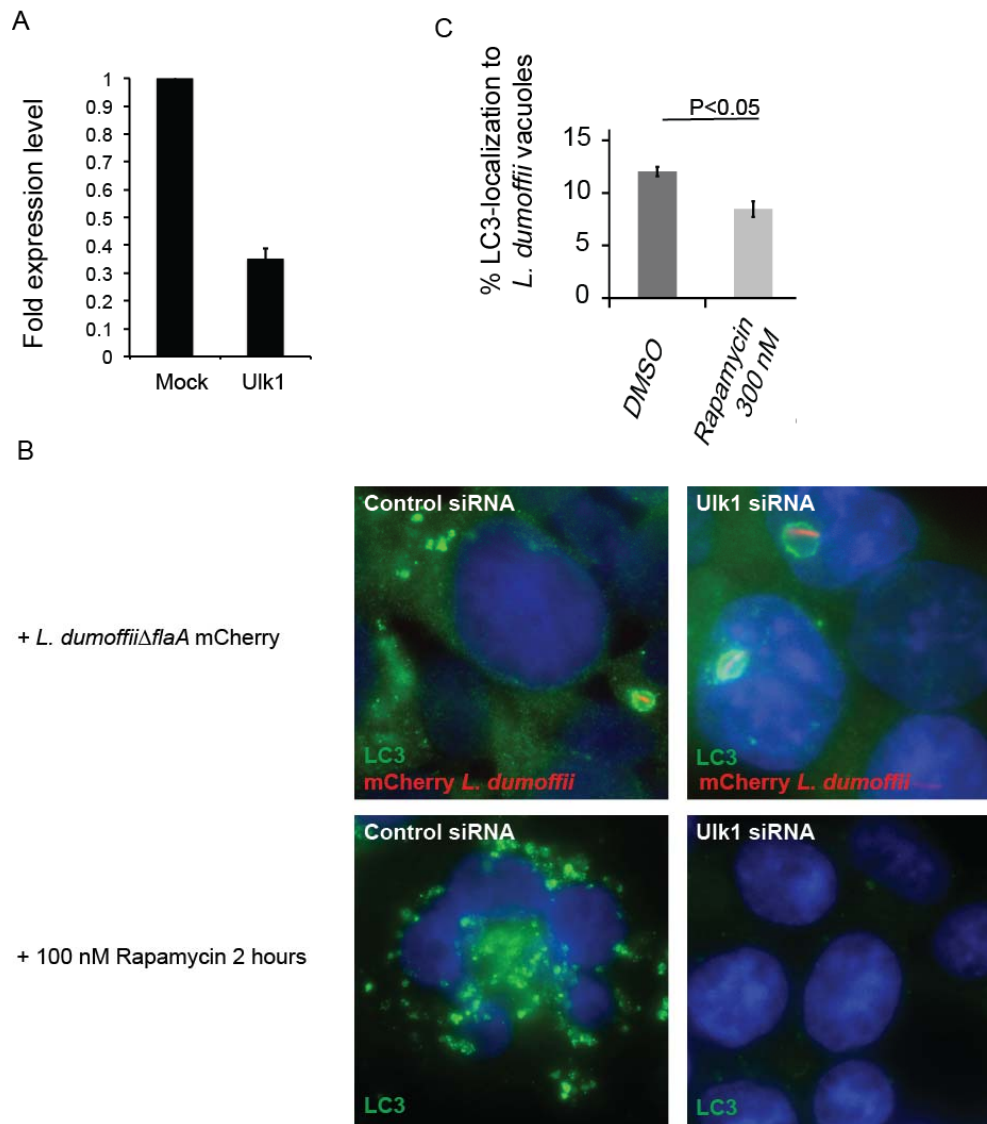 A
Fold expression level
1
0.9
0.8
0.7
0.6
0.5
0.4
0.3
0.2
0.1
0
Mock Ulk1
C
% LC3-localization to
L. dumoffii vacuoles
P<0.05
15
10
5
0
DMSO
Rapamycin
300 nM
B
Control siRNA
LC3
mCherry L. dumoffii
Ulk1 siRNA
LC3
mCherry L. dumoffii
+ L. dumoffiiΔflaA mCherry
Control siRNA
LC3
Ulk1 siRNA
LC3
+ 100 nM Rapamycin 2 hours